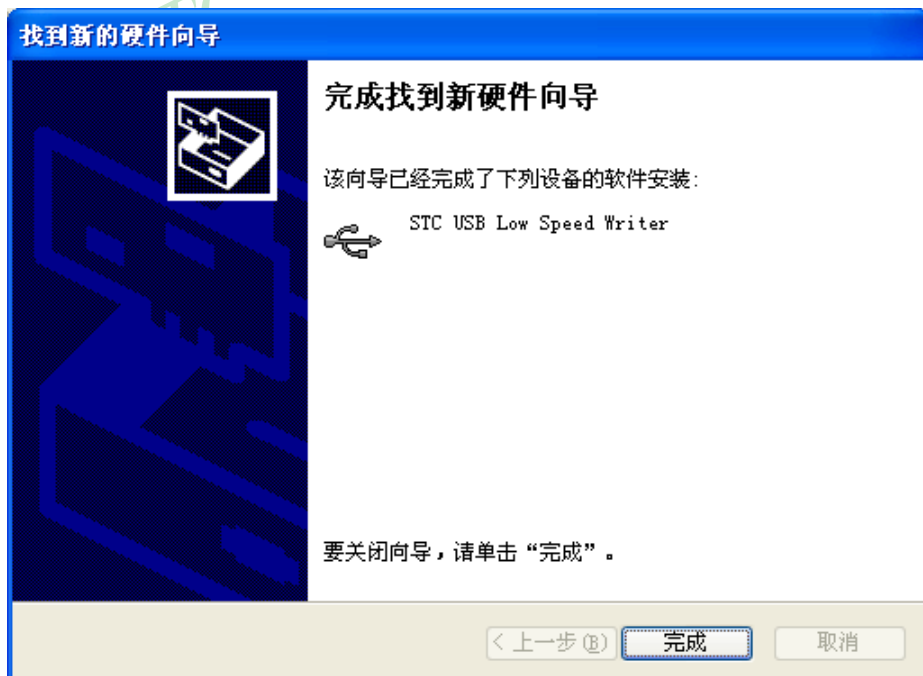 找到新的硬件向导
完成找到新硬件向导
该向导已经完成了下列设备的软件安装:
STC USB Low Speed Writer
要关闭向导，请单击“完成”。
< 上一步(B)
完成
取消